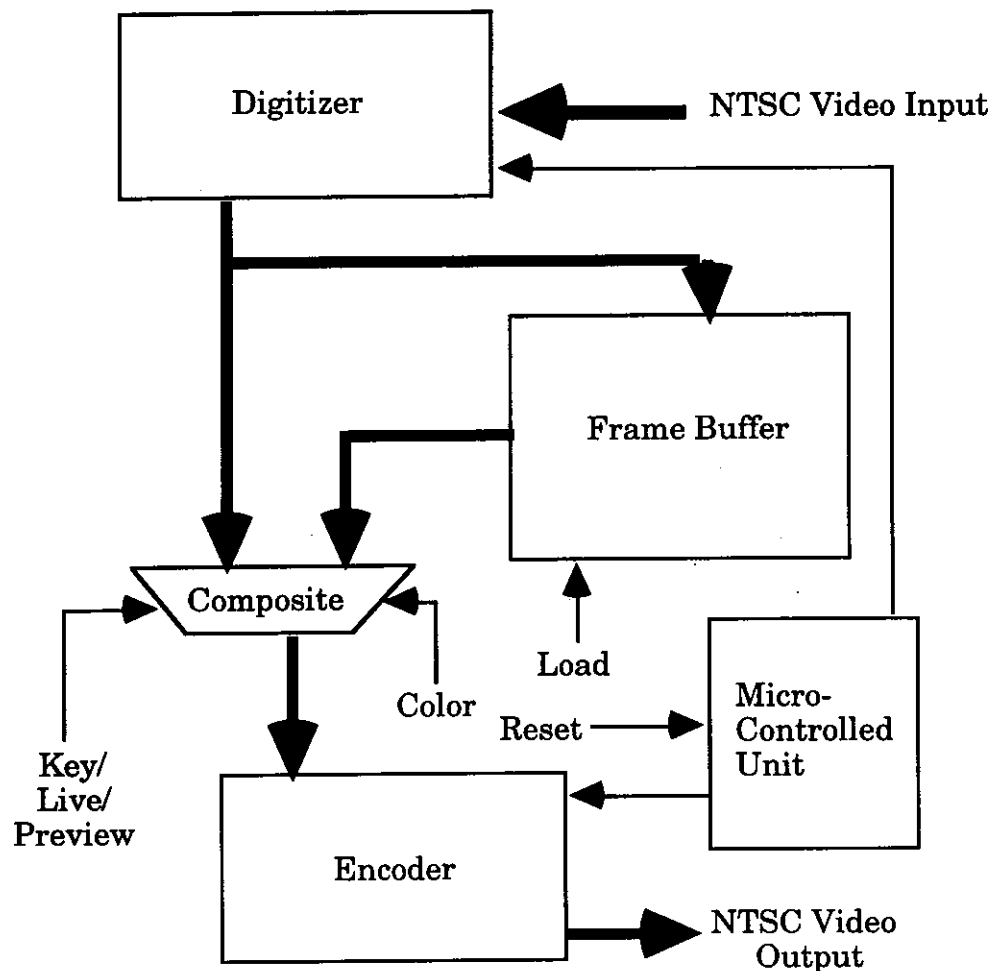 Digitizer
NTSC Video Input
Frame Buffer
Composite
Load
Color
Reset
Micro-
Controlled
Unit
Key/
Live/
Preview
Encoder
NTSC Video
Output